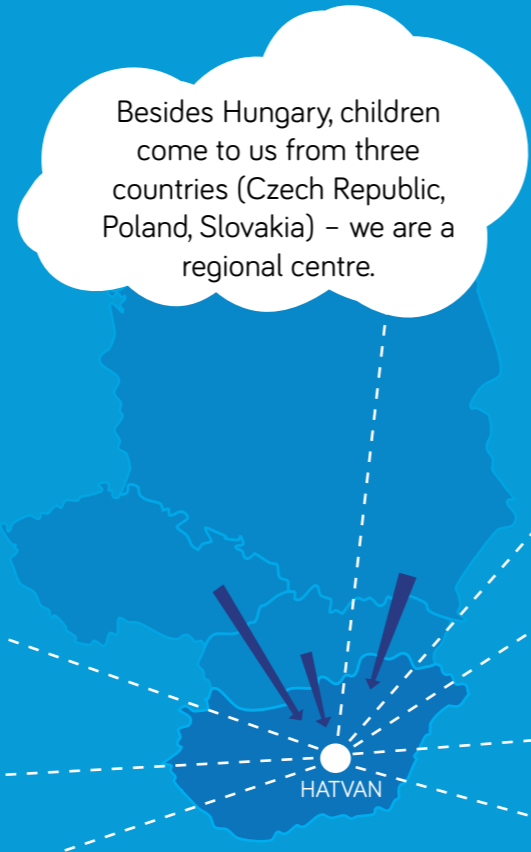 Besides Hungary, children
come to us from three
countries (Czech Republic,
Poland, Slovakia) – we are a
regional centre.
HATVAN